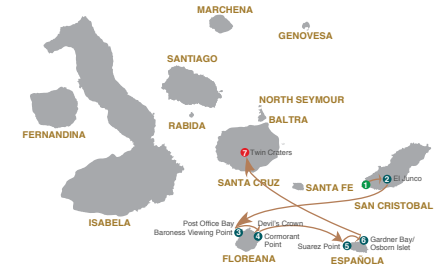 MARCHENA
GENOVESA
SANTIAGO
NORTH SEYMOUR
BALTRA
RABIDA
FERNANDINA
7 Twin Craters
SANTA CRUZ
SANTA FE
1
2 El Junco
SAN CRISTOBAL
ISABELA
Post Office Bay
Baroness Viewing Point
3
Devil's Crown
4 Cormorant
Point
FLOREANA
Suarez Point 5
6 Gardner Bay/
Osborn Islet
ESPAÑOLA